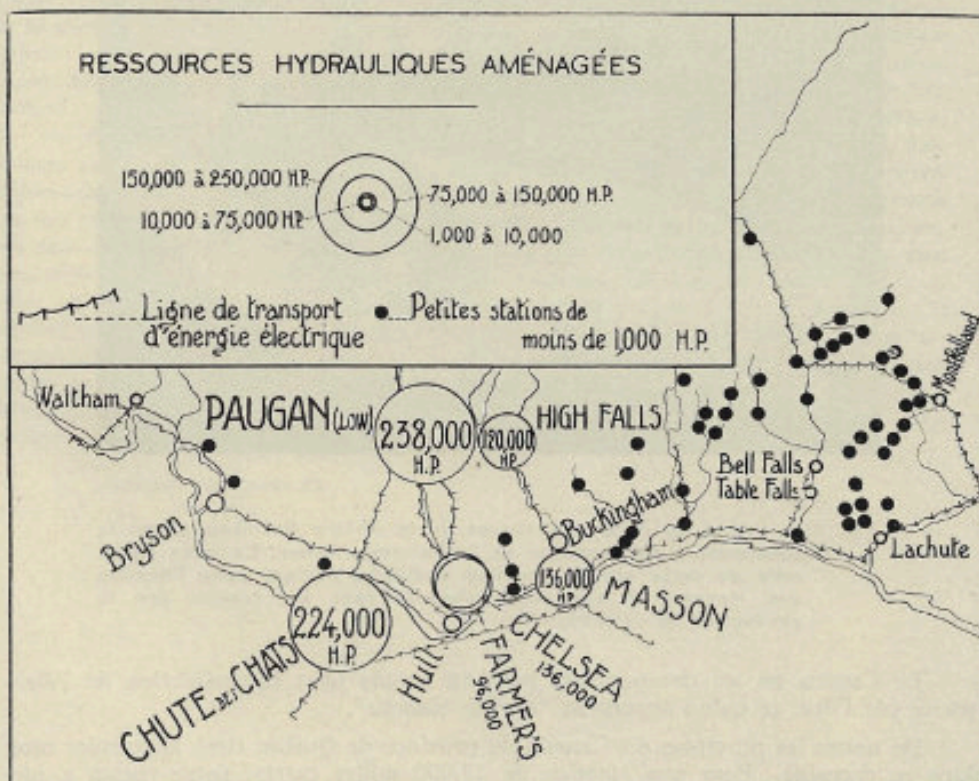 RESSOURCES HYDRAULIQUES AMÉNAGÉES
150,000 à 250,000 H.P.
75,000 à 150,000 H.P.
10,000 à 75,000 H.P.
1,000 à 10,000
Ligne de transport
d'énergie électrique
Petites stations de
moins de 1,000 H.P.
Waltham
PAUGAN (LOW)
238,000
H.P.
120,000
H.P.
HIGH FALLS
Mont Rolland
Bell Falls
Table Falls
Buckingham
Bryson
Lachute
136,000
H.P.
MASSON
224,000
H.P.
CHUTE DES CHATS
Hull
FARMER'S
96,000
CHELSEA
136,000